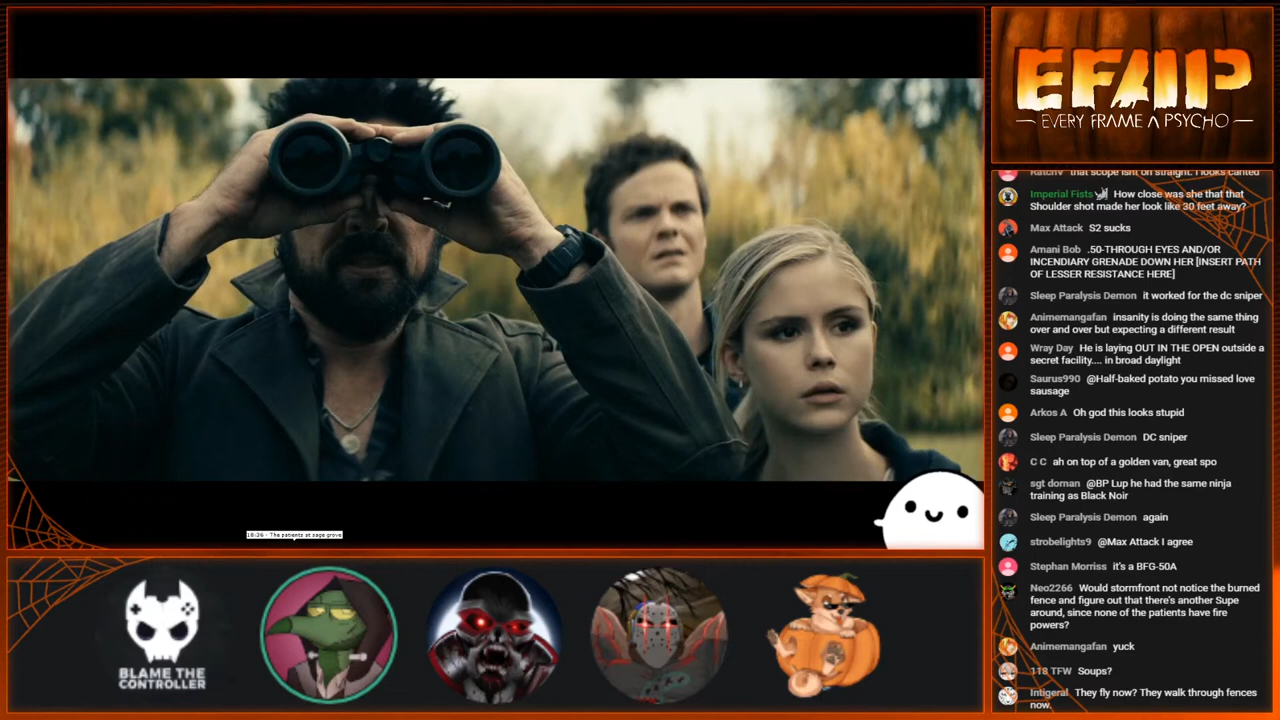 EFAP
EVERY FRAME A PSYCHO
RatchV that scope isnt on straight. I looks canted
Imperial Fists How close was she that that
Shoulder shot made her look like 30 feet away?
Max Attack S2 sucks
Amani Bob .50-THROUGH EYES AND/OR
INCENDIARY GRENADE DOWN HER [INSERT PATH
OF LESSER RESISTANCE HERE]
Sleep Paralysis Demon it worked for the dc sniper
Animemangafan insanity is doing the same thing
over and over but expecting a different result
Wray Day He is laying OUT IN THE OPEN outside a
secret facility.... in broad daylight
Saurus990 @Half-baked potato you missed love
sausage
Arkos A Oh god this looks stupid
Sleep Paralysis Demon DC sniper
C C ah on top of a golden van, great spo
sgt doman @BP Lup he had the same ninja
training as Black Noir
Sleep Paralysis Demon again
strobelights9 @Max Attack I agree
Stephan Morriss it's a BFG-50A
Neo2266 Would stormfront not notice the burned
fence and figure out that there's another Supe
around, since none of the patients have fire
powers?
Animemangafan yuck
118 TFW Soups?
Intigeral They fly now? They walk through fences
now.
18:26 - The patients at sage grove
BLAME THE
CONTROLLER